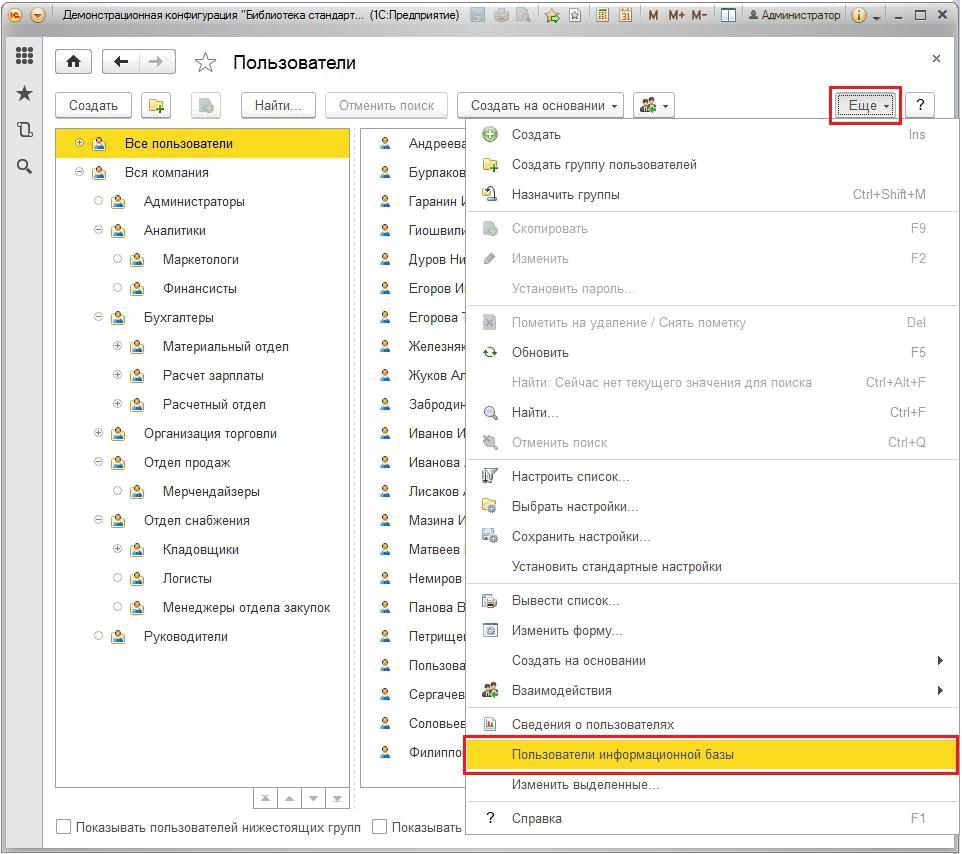 Демонстрационная конфигурация "Библиотека стандарт... (1С:Предприятие)
M M+ M-
Администратор
Пользователи
Создать
Найти...
Отменить поиск
Создать на основании
Еще
?
Все пользователи
Вся компания
Администраторы
Аналитики
Маркетологи
Финансисты
Бухгалтеры
Материальный отдел
Расчет зарплаты
Расчетный отдел
Организация торговли
Отдел продаж
Мерчендайзеры
Отдел снабжения
Кладовщики
Логисты
Менеджеры отдела закупок
Руководители
Андреева
Бурлаков
Гаранин И
Гиошвили
Дуров Ни
Егоров И
Егорова Т
Железняк
Жуков Ал
Забродин
Иванов И
Иванова
Лисаков
Мазина И
Матвеев
Немиров
Панова В
Петрищев
Пользова
Сергачев
Соловьев
Филиппо
Создать Ins
Создать группу пользователей
Назначить группы Ctrl+Shift+M
Скопировать F9
Изменить F2
Установить пароль...
Пометить на удаление / Снять пометку Del
Обновить F5
Найти: Сейчас нет текущего значения для поиска Ctrl+Alt+F
Найти... Ctrl+F
Отменить поиск Ctrl+Q
Настроить список...
Выбрать настройки...
Сохранить настройки...
Установить стандартные настройки
Вывести список...
Изменить форму...
Создать на основании
Взаимодействия
Сведения о пользователях
Пользователи информационной базы
Изменить выделенные...
? Справка F1
Показывать пользователей нижестоящих групп
Показывать